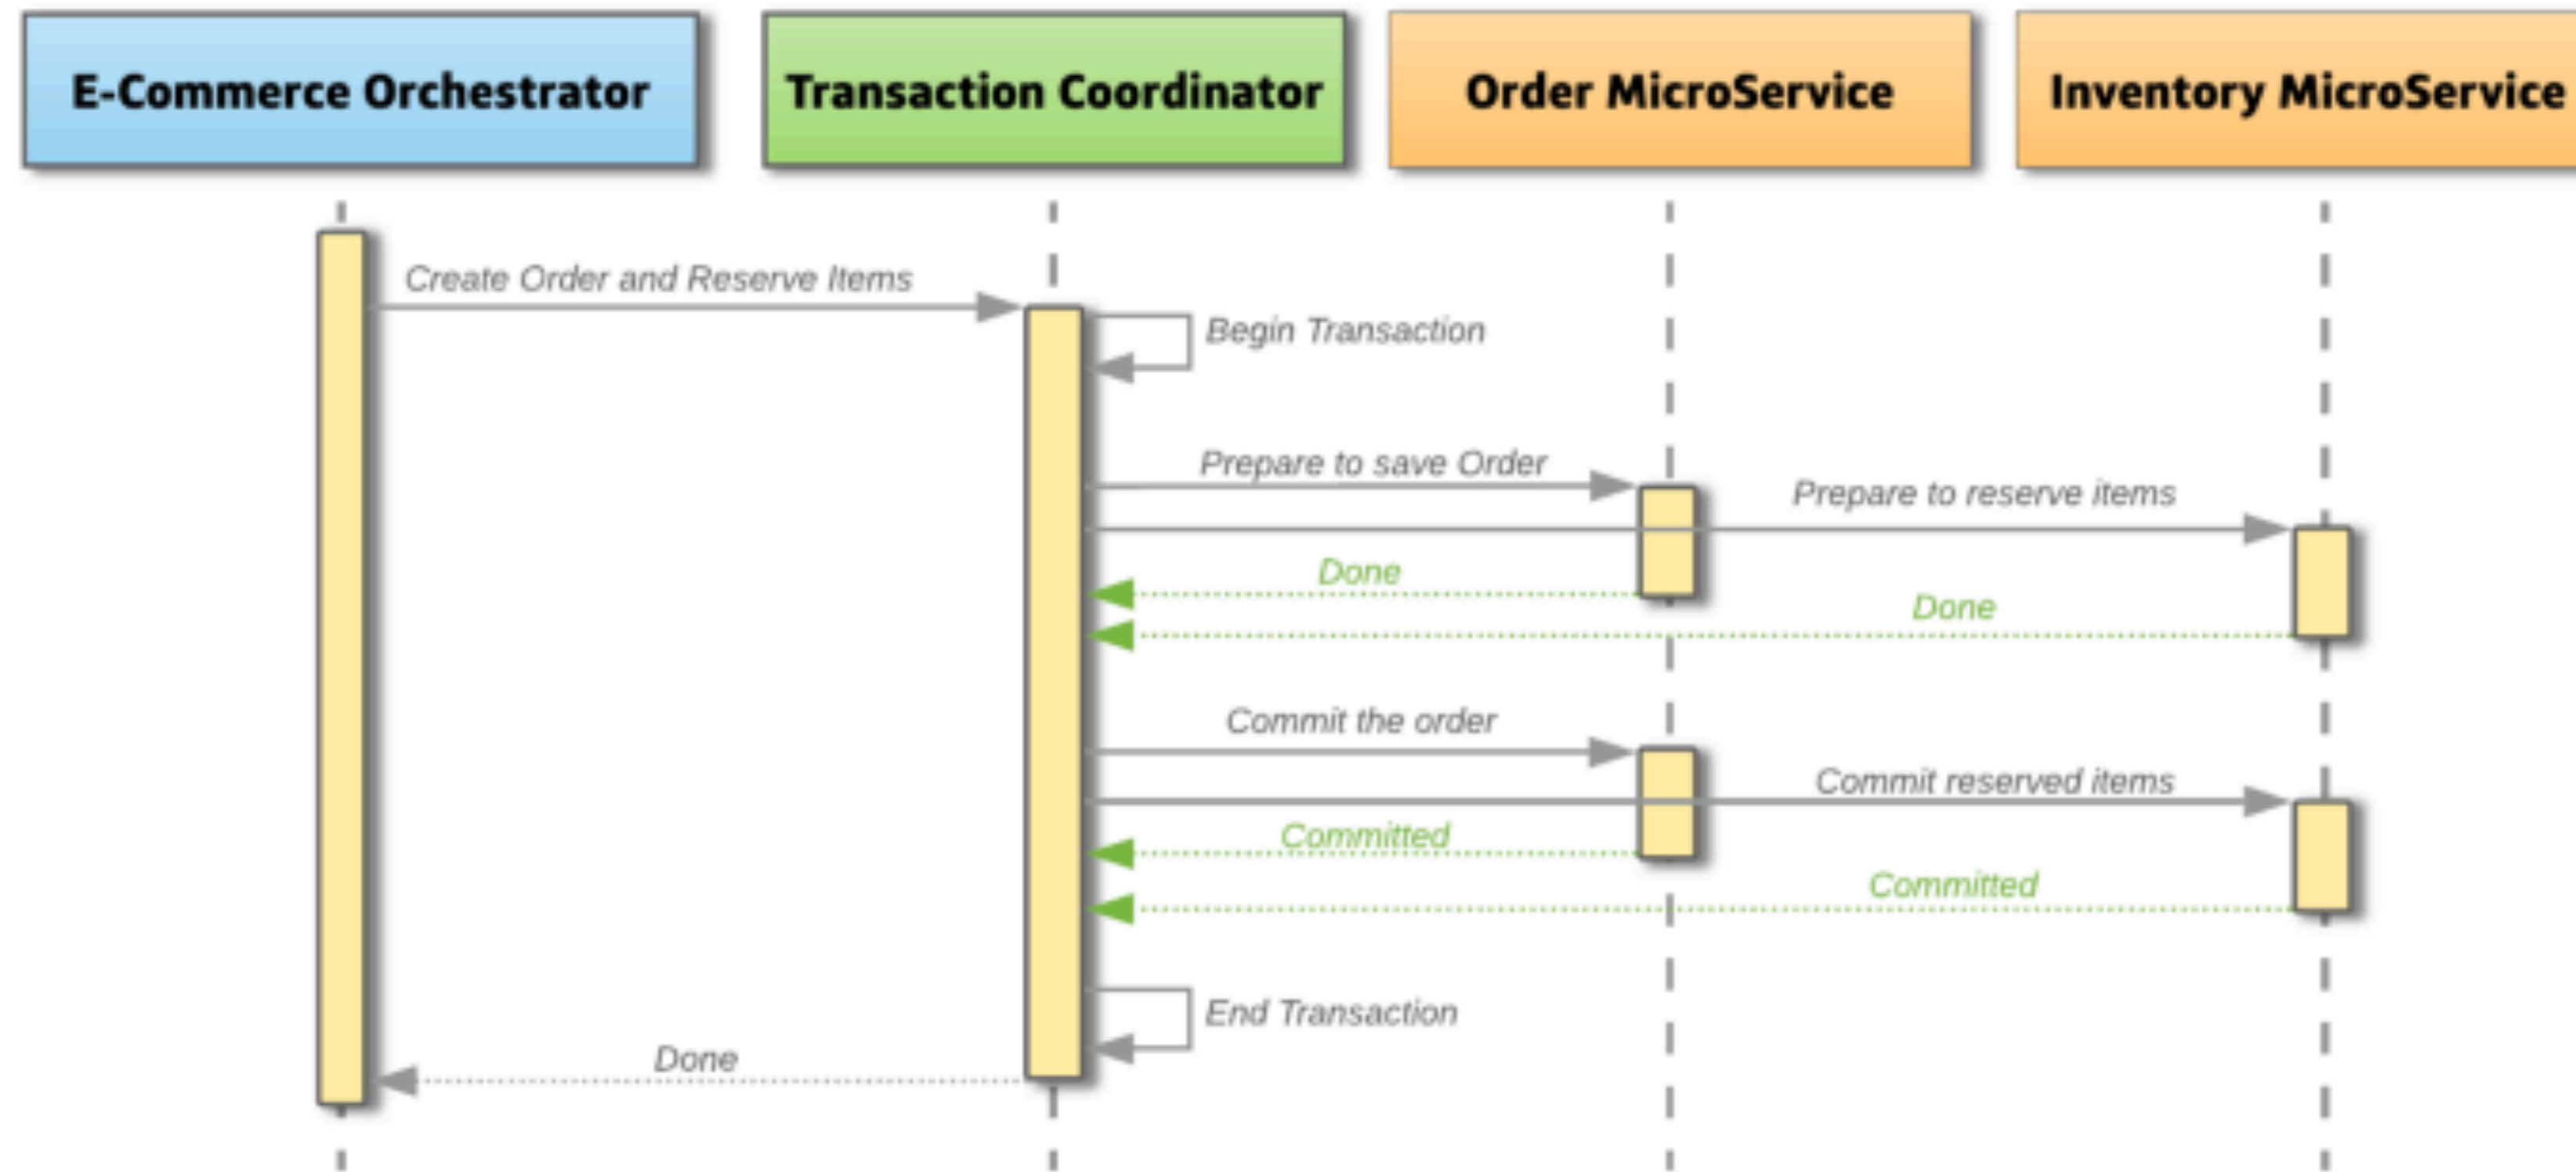 E-Commerce Orchestrator
Transaction Coordinator
Order MicroService
Inventory MicroService
Create Order and Reserve Items
Begin Transaction
Prepare to save Order
Prepare to reserve items
Done
Done
Commit the order
Commit reserved items
Committed
Committed
End Transaction
Done